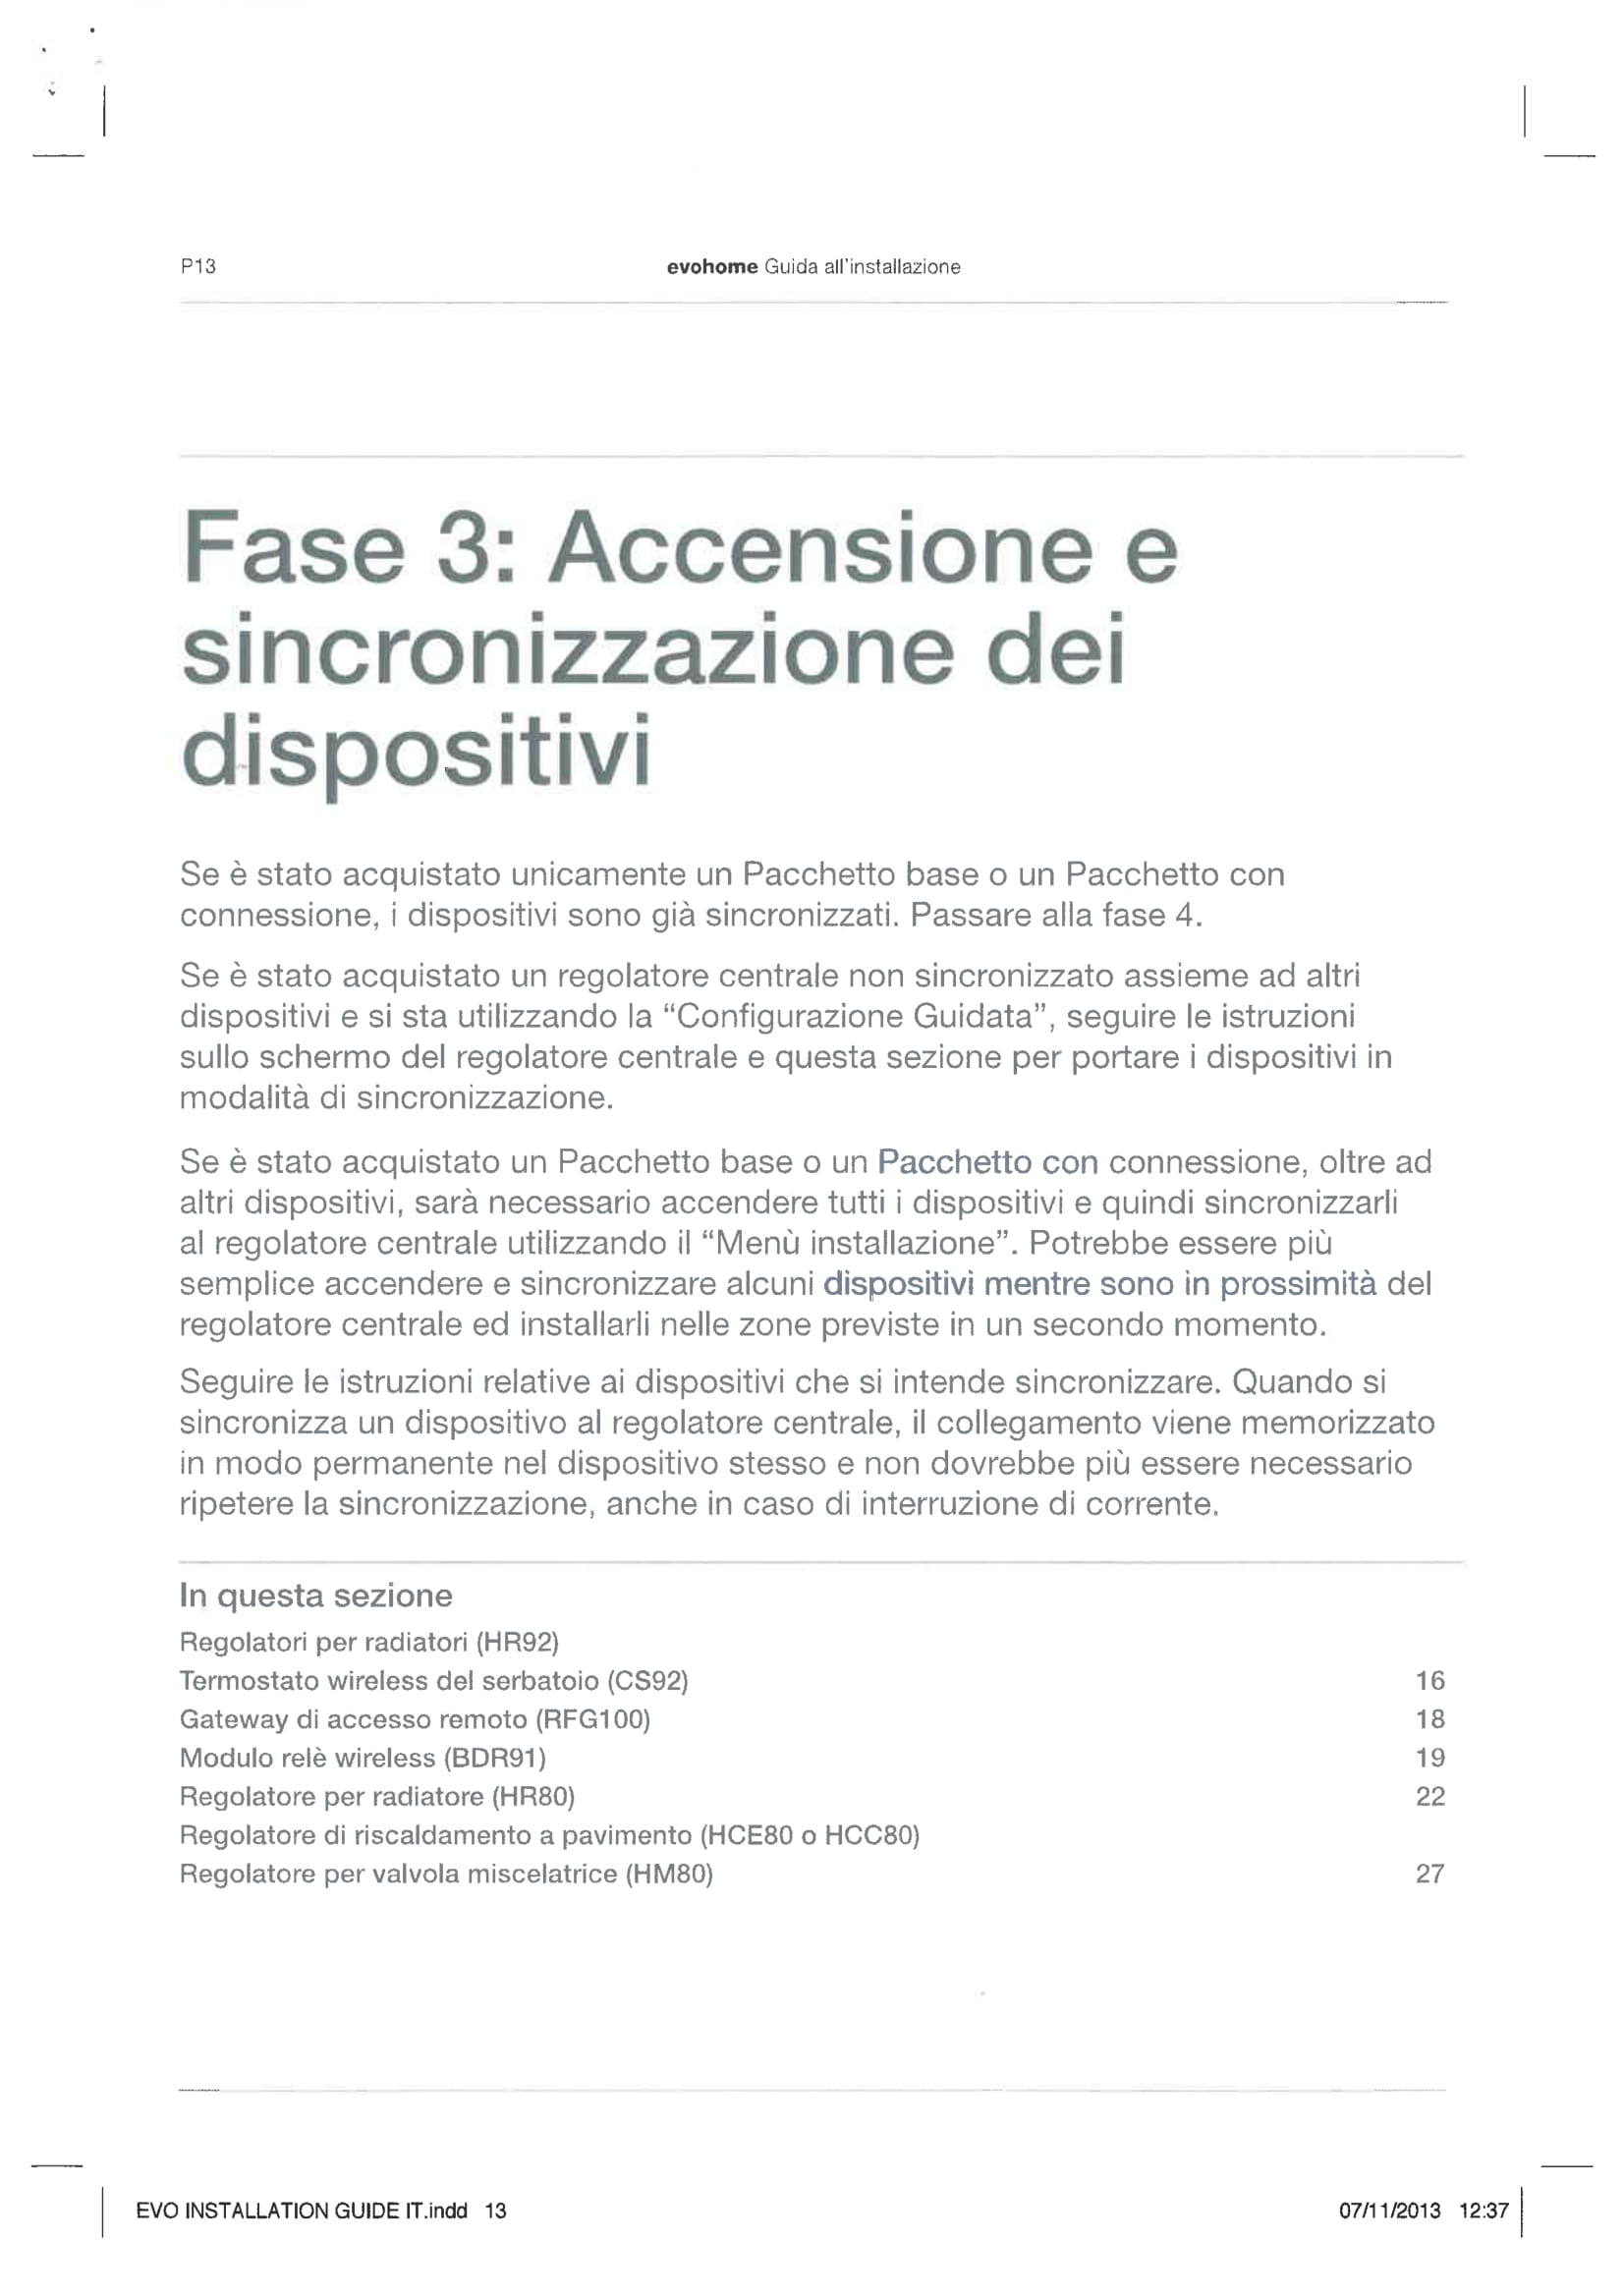 P13
evohome Guida all'installazione
Fase 3: Accensione e
sincronizzazione dei
dispositivi
Se è stato acquistato unicamente un Pacchetto base o un Pacchetto con
connessione, i dispositivi sono già sincronizzati. Passare alla fase 4.
Se è stato acquistato un regolatore centrale non sincronizzato assieme ad altri
dispositivi e si sta utilizzando la “Configurazione Guidata”, seguire le istruzioni
sullo schermo del regolatore centrale e questa sezione per portare i dispositivi in
modalità di sincronizzazione.
Se è stato acquistato un Pacchetto base o un Pacchetto con connessione, oltre ad
altri dispositivi, sarà necessario accendere tutti i dispositivi e quindi sincronizzarli
al regolatore centrale utilizzando il “Menù installazione”. Potrebbe essere più
semplice accendere e sincronizzare alcuni dispositivi mentre sono in prossimità del
regolatore centrale ed installarli nelle zone previste in un secondo momento.
Seguire le istruzioni relative ai dispositivi che si intende sincronizzare. Quando si
sincronizza un dispositivo al regolatore centrale, il collegamento viene memorizzato
in modo permanente nel dispositivo stesso e non dovrebbe più essere necessario
ripetere la sincronizzazione, anche in caso di interruzione di corrente.
In questa sezione
Regolatori per radiatori (HR92)
Termostato wireless del serbatoio (CS92) 16
Gateway di accesso remoto (RFG100) 18
Modulo relè wireless (BDR91) 19
Regolatore per radiatore (HR80) 22
Regolatore di riscaldamento a pavimento (HCE80 o HCC80)
Regolatore per valvola miscelatrice (HM80) 27
EVO INSTALLATION GUIDE IT.indd 13
07/11/2013 12:37